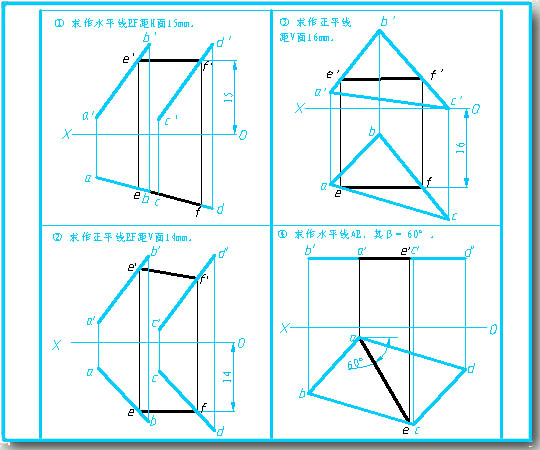 ① 求作水平线EF距H面15mm.
b'
d'
e'
f'
15
a'
c'
X
O
a
e
b
c
f
d
③ 求作正平线
距V面16mm.
b'
e'
f'
a'
c'
X
O
b
16
a
e
f
c
② 求作正平线EF距V面14mm.
b'
d'
e'
f'
a'
c'
X
O
a
c
14
e
b
f
d
④ 求作水平线AE, 其β=60°.
b'
a'
e'
c'
d'
X
O
a
60°
d
b
e
c